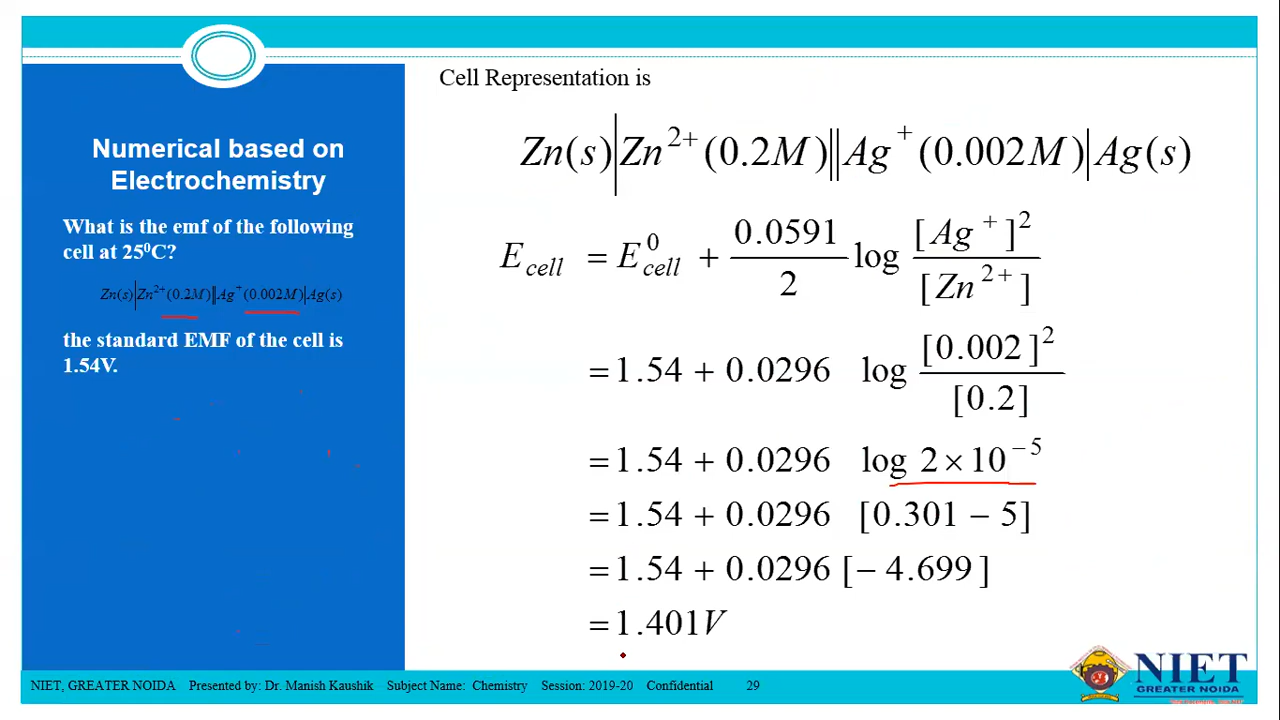 Numerical based on
Electrochemistry
What is the emf of the following
cell at 25⁰C?
Zn(s)|Zn²⁺(0.2M)||Ag⁺(0.002M)|Ag(s)
the standard EMF of the cell is
1.54V.
Cell Representation is
Zn(s)|Zn²⁺(0.2M)||Ag⁺(0.002M)|Ag(s)
E_cell = E⁰_cell + 0.0591/2 log [Ag⁺]²/[Zn²⁺]
= 1.54 + 0.0296 log [0.002]²/[0.2]
= 1.54 + 0.0296 log 2×10⁻⁵
= 1.54 + 0.0296 [0.301 − 5]
= 1.54 + 0.0296 [− 4.699]
= 1.401V
NIET, GREATER NOIDA Presented by: Dr. Manish Kaushik Subject Name: Chemistry Session: 2019-20 Confidential 29
NIET
GREATER NOIDA